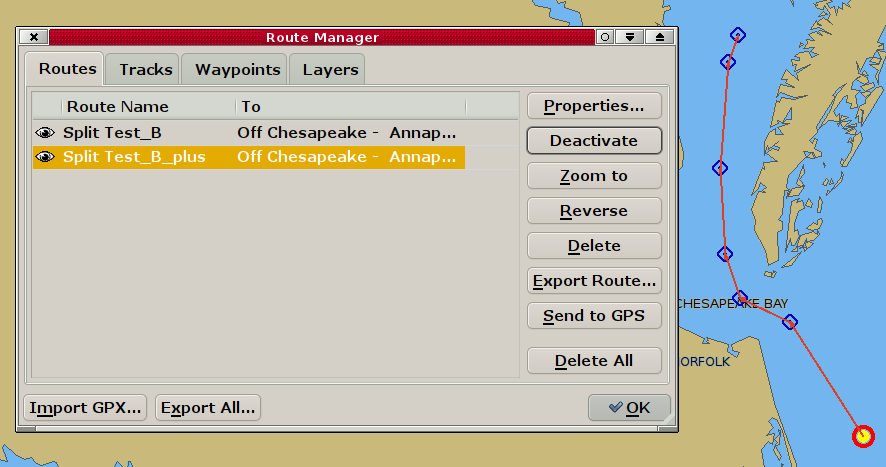 Route Manager
Routes
Tracks
Waypoints
Layers
Route Name
To
Split Test_B
Off Chesapeake - Annap...
Split Test_B_plus
Off Chesapeake - Annap...
Properties...
Deactivate
Zoom to
Reverse
Delete
Export Route...
Send to GPS
Delete All
Import GPX...
Export All...
OK
CHESAPEAKE BAY
ORFOLK